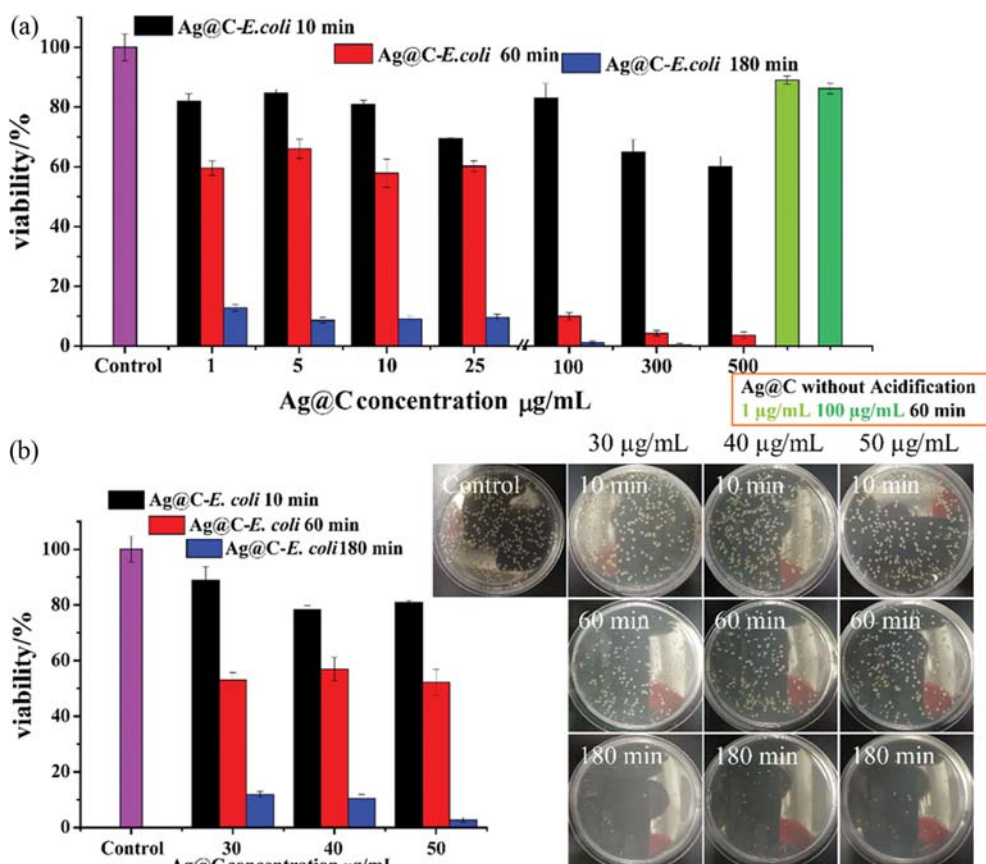 (a)
Ag@C-E.coli 10 min
Ag@C-E.coli 60 min
Ag@C-E.coli 180 min
viability/%
100
80
60
40
20
0
Control 1 5 10 25 100 300 500
Ag@C concentration µg/mL
Ag@C without Acidification
1 µg/mL 100 µg/mL 60 min
(b)
Ag@C-E. coli 10 min
Ag@C-E. coli 60 min
Ag@C-E. coli 180 min
viability/%
100
80
60
40
20
0
Control 30 40 50
Ag@C concentration µg/mL
30 µg/mL 40 µg/mL 50 µg/mL
Control 10 min 10 min 10 min
60 min 60 min 60 min
180 min 180 min 180 min